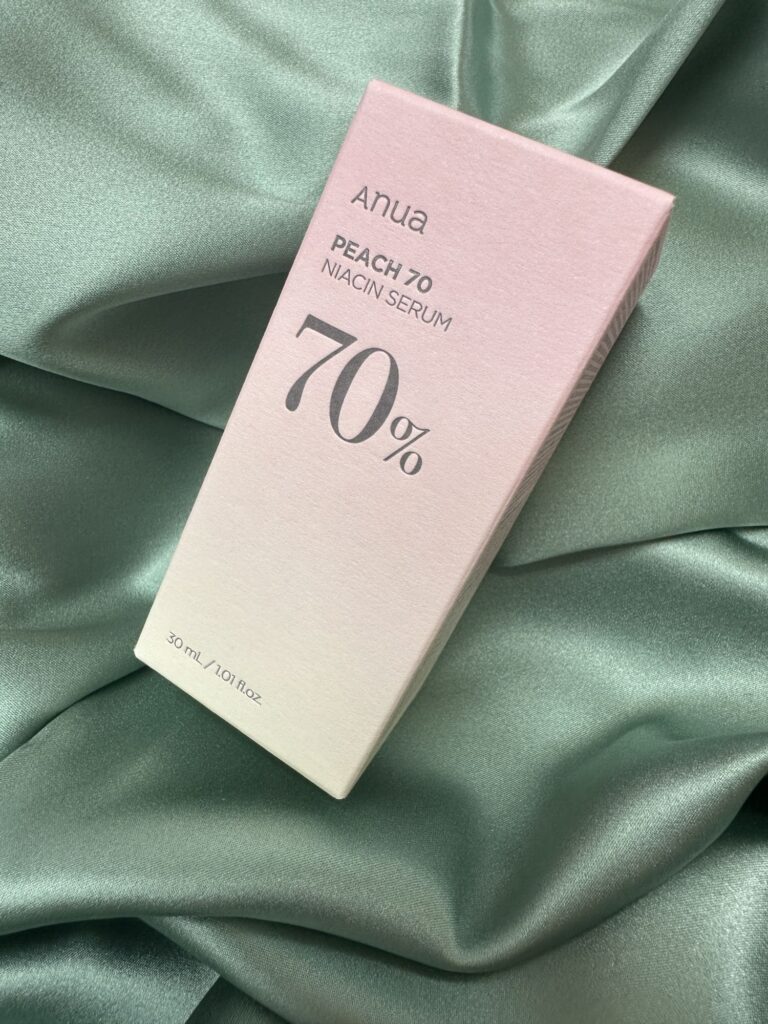 Anua
PEACH 70
NIACIN SERUM
70%
30 mL / 1.01 fl.oz.